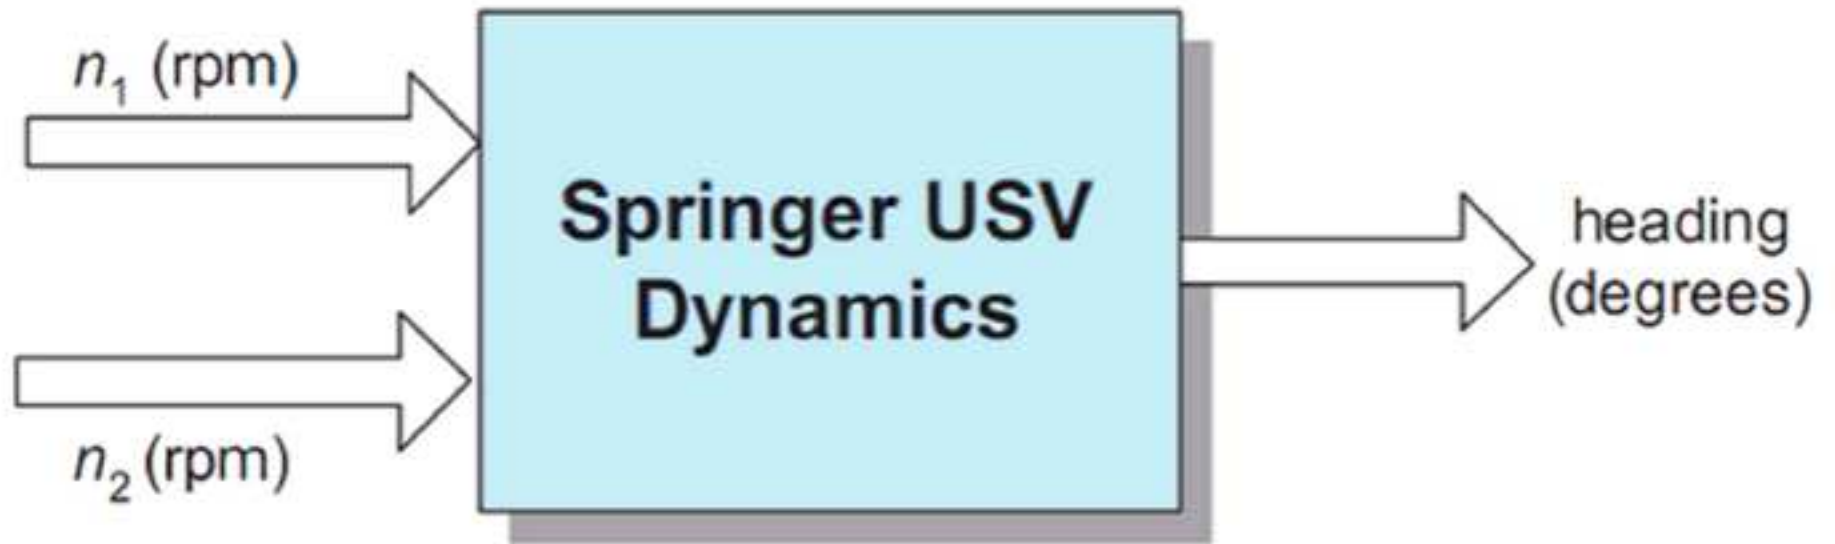 n₁ (rpm)
Springer USV
Dynamics
heading
(degrees)
n₂ (rpm)